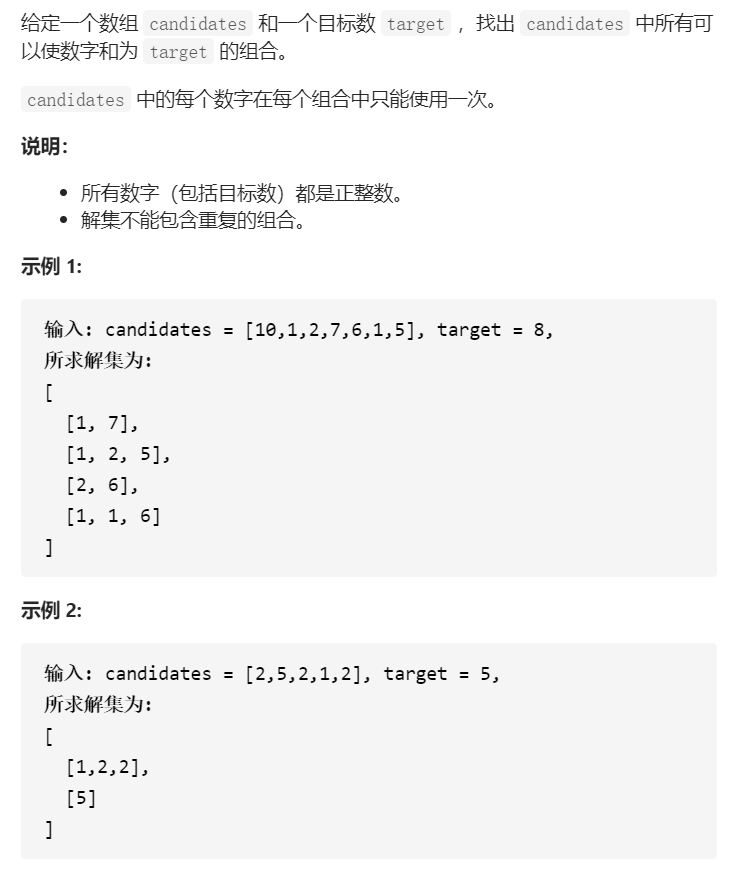 给定一个数组 candidates 和一个目标数 target ，找出 candidates 中所有可
以使数字和为 target 的组合。
candidates 中的每个数字在每个组合中只能使用一次。
说明：
• 所有数字（包括目标数）都是正整数。
• 解集不能包含重复的组合。
示例 1:
输入: candidates = [10,1,2,7,6,1,5], target = 8,
所求解集为:
[
[1, 7],
[1, 2, 5],
[2, 6],
[1, 1, 6]
]
示例 2:
输入: candidates = [2,5,2,1,2], target = 5,
所求解集为:
[
[1,2,2],
[5]
]